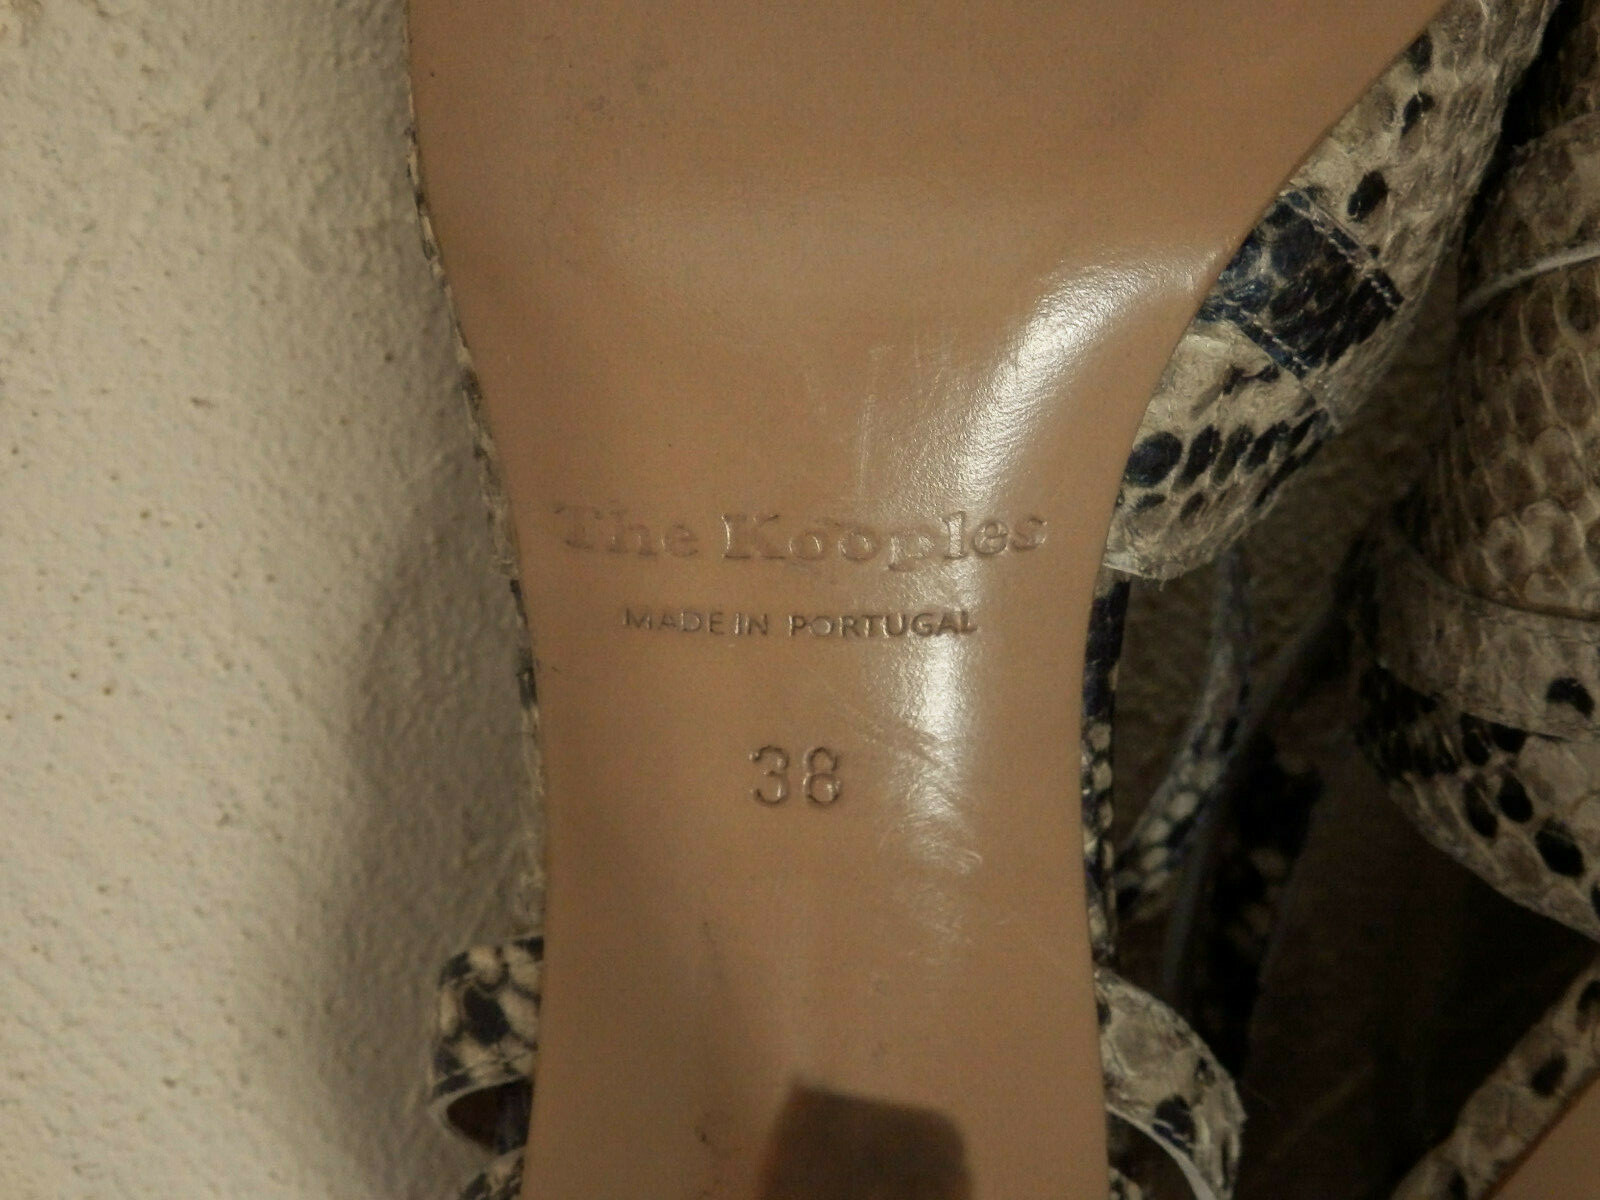 The Kooples
MADE IN PORTUGAL
38